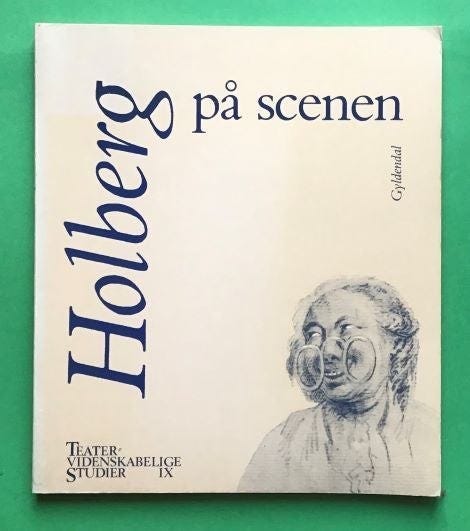 Holberg
på scenen
Gyldendal
TEATER-
VIDENSKABELIGE
STUDIER IX